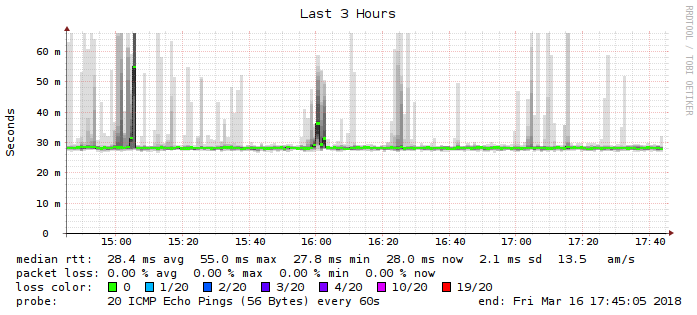 Last 3 Hours
RRDTOOL / TOBI OETIKER
Seconds
60 m
50 m
40 m
30 m
20 m
10 m
0
15:00 15:20 15:40 16:00 16:20 16:40 17:00 17:20 17:40
median rtt: 28.4 ms avg 55.0 ms max 27.8 ms min 28.0 ms now 2.1 ms sd 13.5 am/s
packet loss: 0.00 % avg 0.00 % max 0.00 % min 0.00 % now
loss color: 0 1/20 2/20 3/20 4/20 10/20 19/20
probe: 20 ICMP Echo Pings (56 Bytes) every 60s end: Fri Mar 16 17:45:05 2018